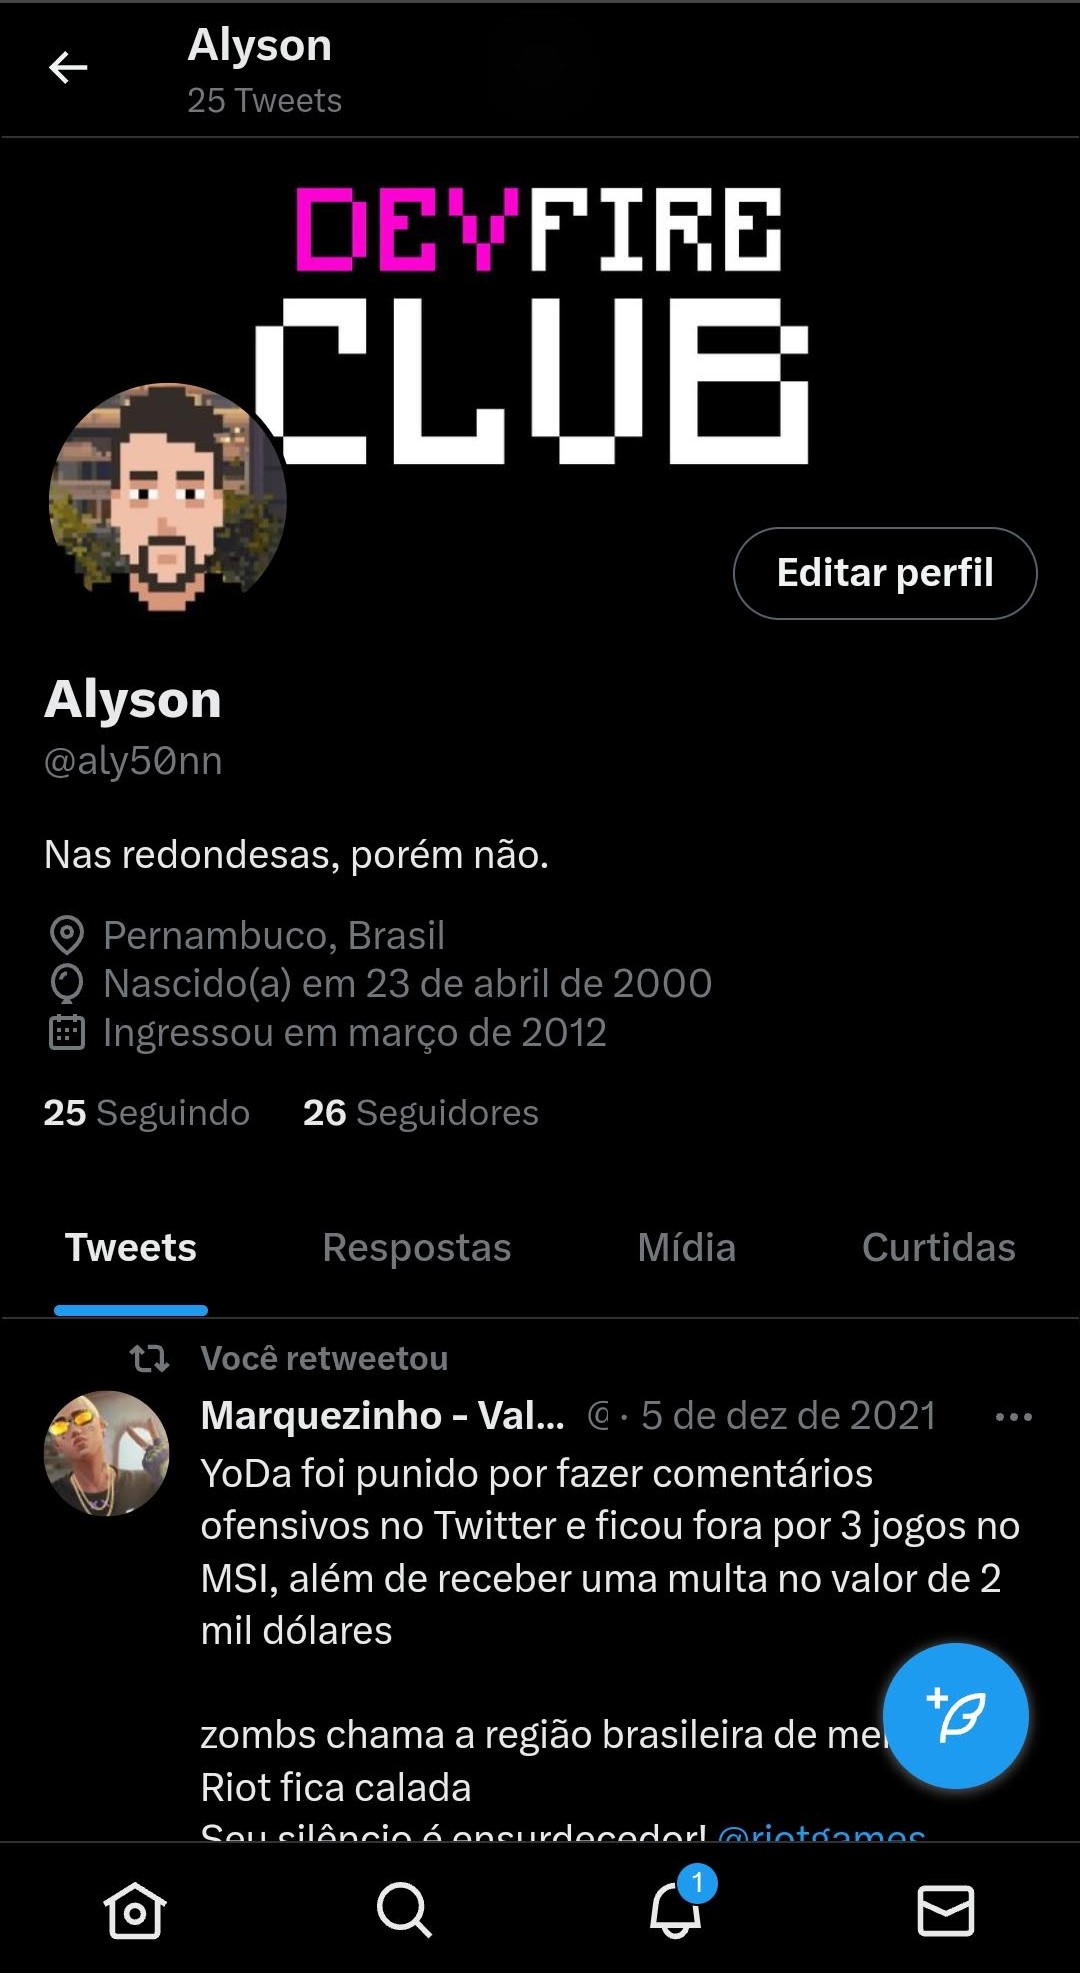 Alyson
25 Tweets
DEVFIRE
CLUB
Editar perfil
Alyson
@aly50nn
Nas redondesas, porém não.
Pernambuco, Brasil
Nascido(a) em 23 de abril de 2000
Ingressou em março de 2012
25 Seguindo 26 Seguidores
Tweets Respostas Mídia Curtidas
Você retweetou
Marquezinho - Val... @ · 5 de dez de 2021
YoDa foi punido por fazer comentários
ofensivos no Twitter e ficou fora por 3 jogos no
MSI, além de receber uma multa no valor de 2
mil dólares
zombs chama a região brasileira de
Riot fica calada
Seu silêncio é ensurdecedor! @riotgames
1